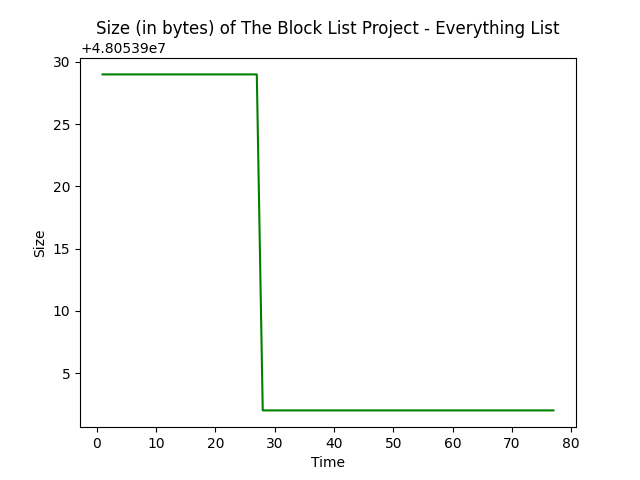 Size (in bytes) of The Block List Project - Everything List
+4.80539e7
30
25
20
15
10
5
Size
0 10 20 30 40 50 60 70 80
Time